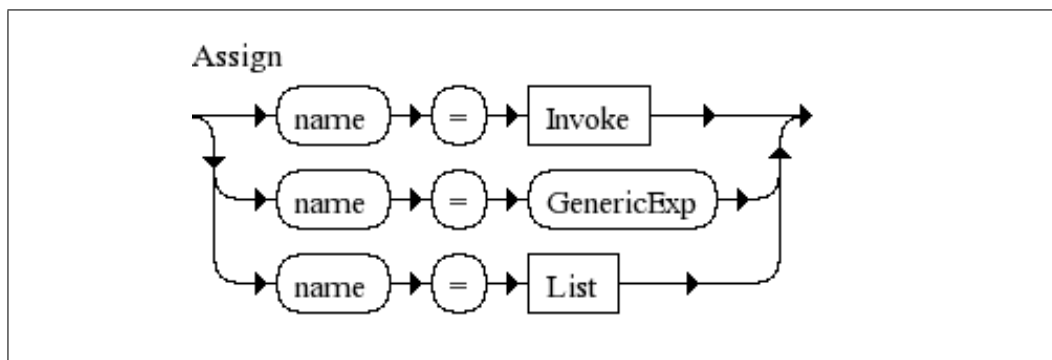 Assign
name = Invoke
name = GenericExp
name = List